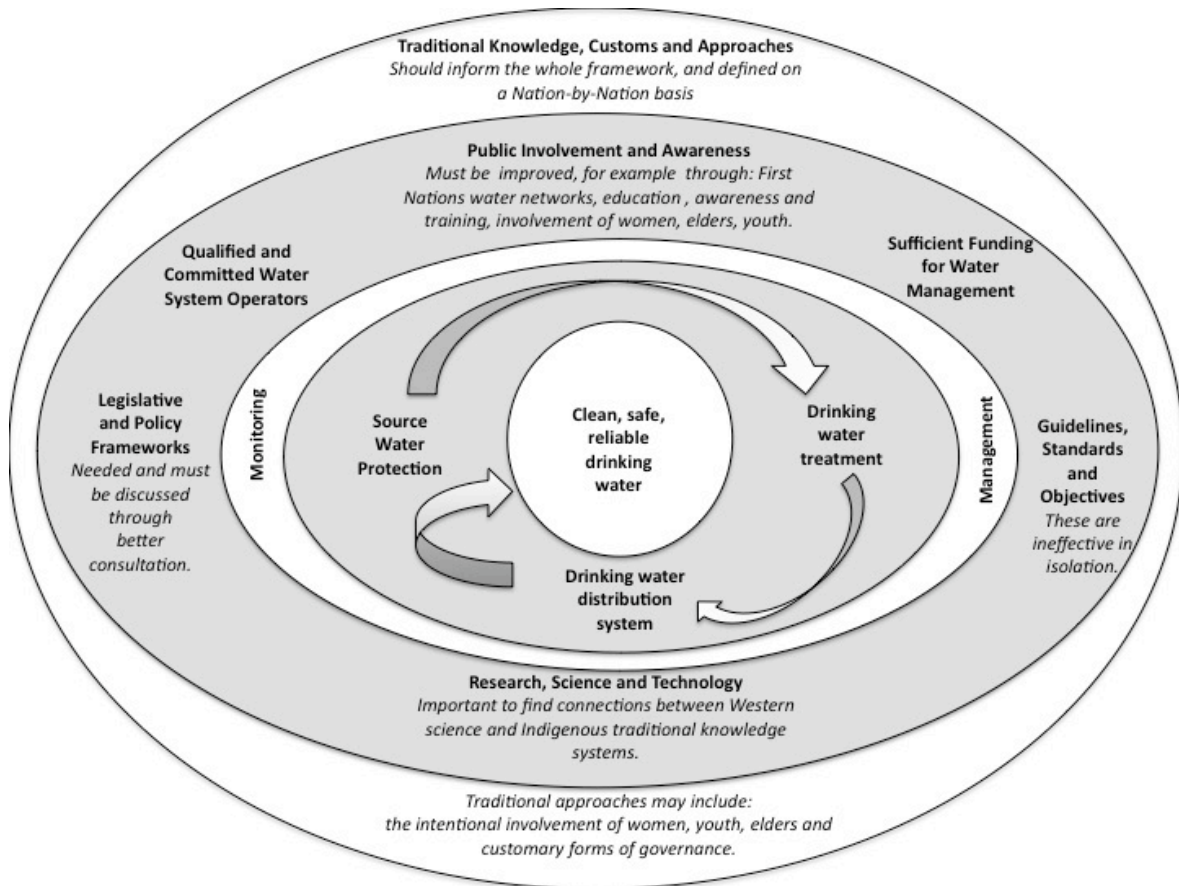 Traditional Knowledge, Customs and Approaches
Should inform the whole framework, and defined on
a Nation-by-Nation basis
Public Involvement and Awareness
Must be improved, for example through: First
Nations water networks, education , awareness and
training, involvement of women, elders, youth.
Qualified and
Committed Water
System Operators
Sufficient Funding
for Water
Management
Legislative
and Policy
Frameworks
Needed and must
be discussed
through
better
consultation.
Monitoring
Source
Water
Protection
Clean, safe,
reliable
drinking
water
Drinking
water
treatment
Management
Guidelines,
Standards
and
Objectives
These are
ineffective in
isolation.
Drinking water
distribution
system
Research, Science and Technology
Important to find connections between Western
science and Indigenous traditional knowledge
systems.
Traditional approaches may include:
the intentional involvement of women, youth, elders and
customary forms of governance.